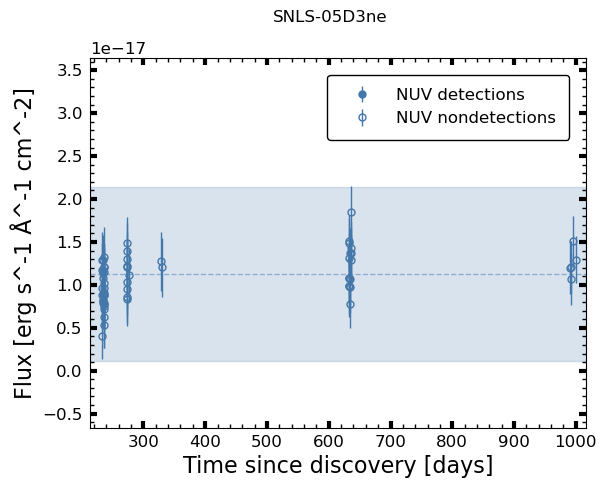 SNLS-05D3ne
1e−17
3.5
3.0
2.5
2.0
1.5
1.0
0.5
0.0
−0.5
Flux [erg s^-1 Å^-1 cm^-2]
NUV detections
NUV nondetections
300 400 500 600 700 800 900 1000
Time since discovery [days]